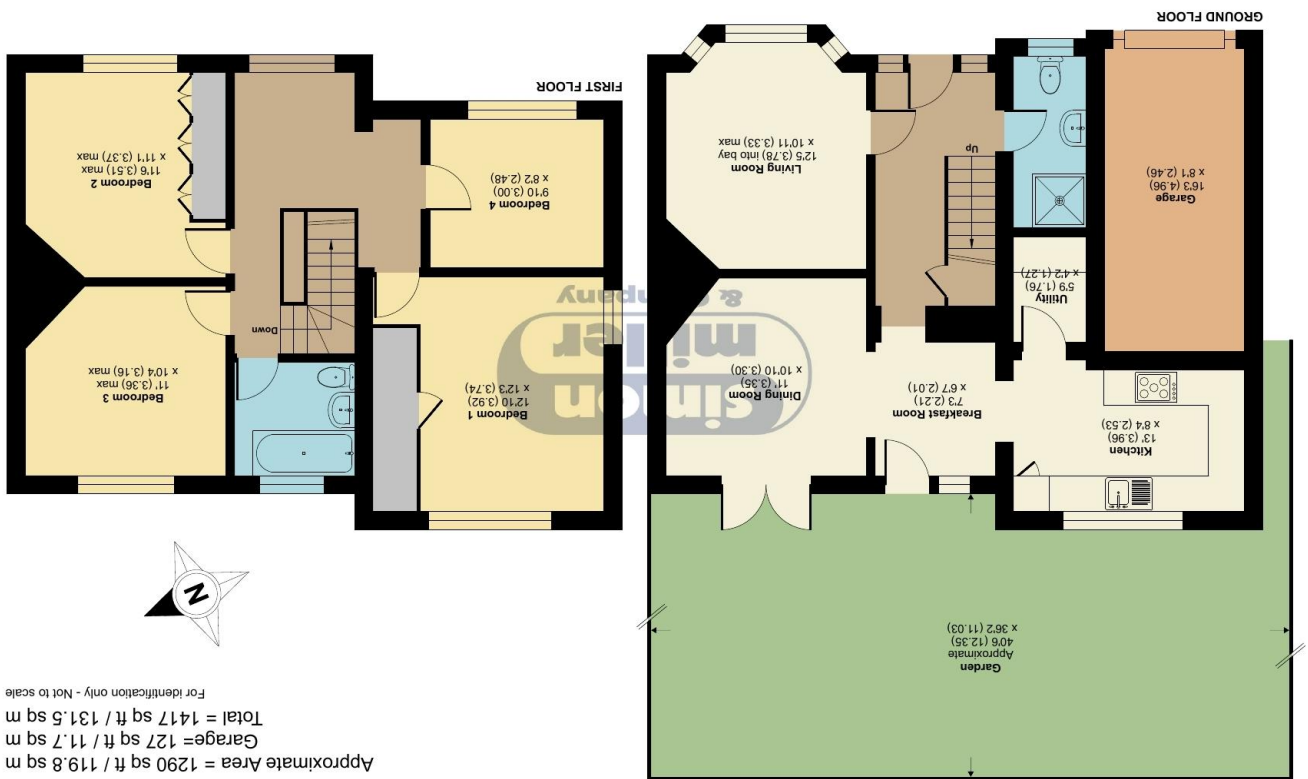 Approximate Area = 1290 sq ft / 119.8 sq m
Garage= 127 sq ft / 11.7 sq m
Total = 1417 sq ft / 131.5 sq m
For identification only - Not to scale
Garden
Approximate
40'6 (12.35)
x 36'2 (11.03)
N
Kitchen
13' (3.96)
x 8'4 (2.53)
Breakfast Room
7'3 (2.21)
x 6'7 (2.01)
Dining Room
11' (3.35)
x 10'10 (3.30)
Utility
5'9 (1.76)
x 4'2 (1.27)
Garage
16'3 (4.96)
x 8'1 (2.46)
Up
Living Room
12'5 (3.78) into bay
x 10'11 (3.33) max
GROUND FLOOR
Bedroom 1
12'10 (3.92)
x 12'3 (3.74)
Down
Bedroom 3
11' (3.36) max
x 10'4 (3.16) max
Bedroom 4
9'10 (3.00)
x 8'2 (2.48)
Bedroom 2
11'6 (3.51) max
x 11'1 (3.37) max
FIRST FLOOR
simon
miller
& company